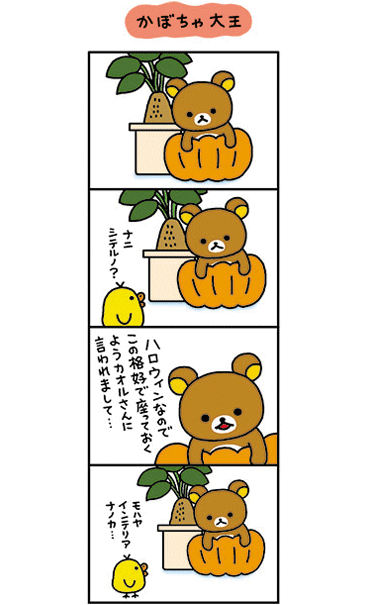 かぼちゃ大王
ナニ
シテルノ?
ハロウィンなので
この格好で座っておく
ようカオルさんに
言われまして…
モハヤ
インテリア
ナノカ…